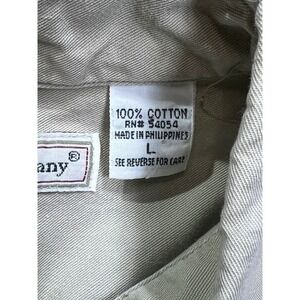 100% COTTON
RN# 54054
MADE IN PHILIPPINES
L
SEE REVERSE FOR CARE
any®